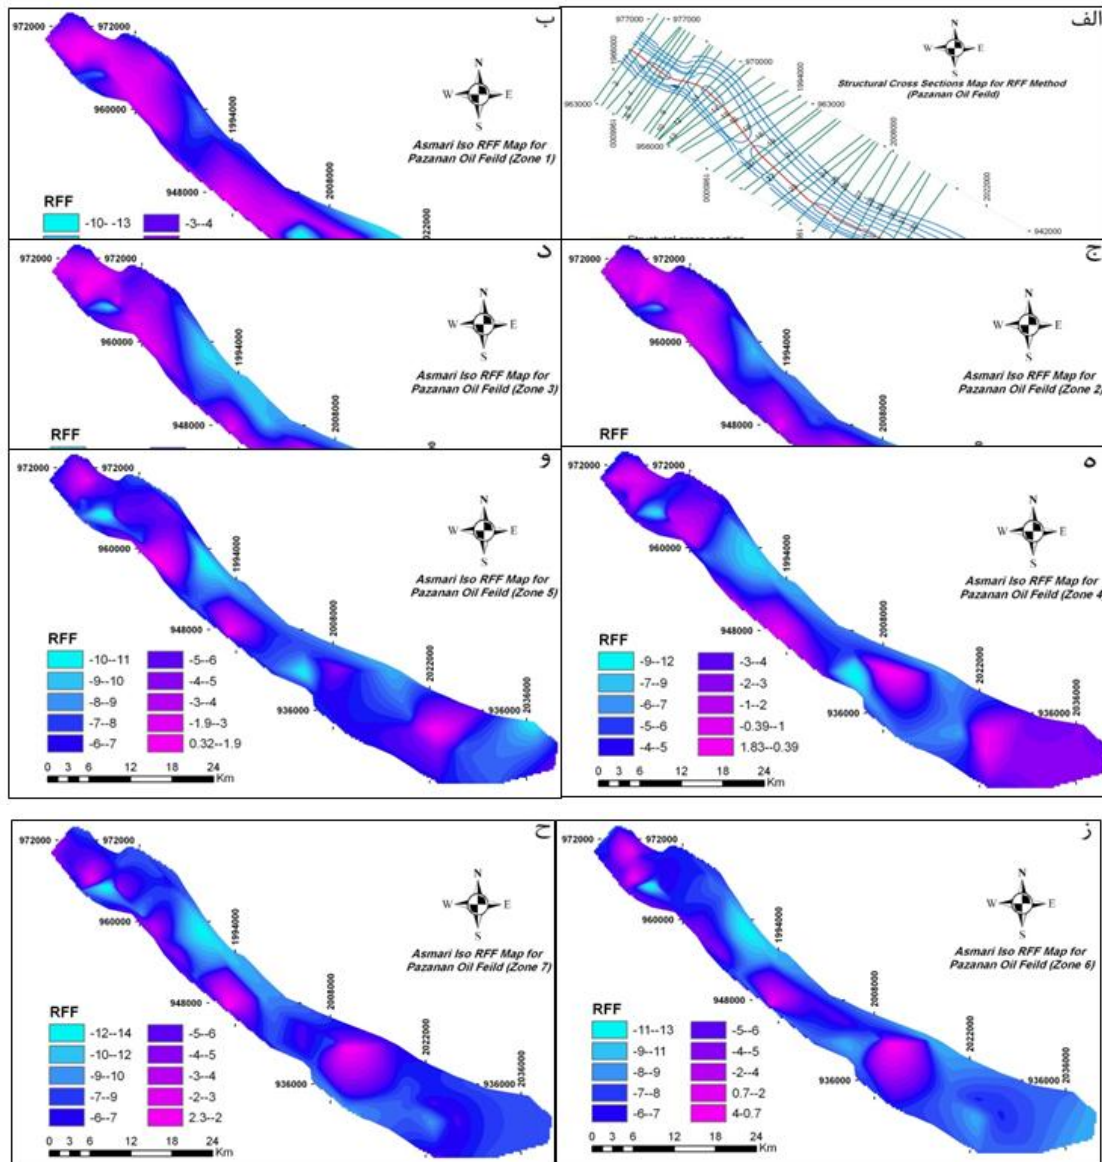 الف
977000
977000
N
W
E
S
970000
Structural Cross Sections Map for RFF Method
(Pazanan Oil Feild)
1994000
963000
963000
956000
2008000
2022000
942000
ب
972000
972000
N
W
E
S
960000
1994000
Asmari Iso RFF Map for
Pazanan Oil Feild (Zone 1)
948000
2008000
RFF
-10- -13
-3--4
ج
972000
972000
N
W
E
S
960000
1994000
Asmari Iso RFF Map for
Pazanan Oil Feild (Zone 2)
948000
2008000
RFF
د
972000
972000
N
W
E
S
960000
1994000
Asmari Iso RFF Map for
Pazanan Oil Feild (Zone 3)
948000
2008000
RFF
ه
972000
972000
N
W
E
S
960000
1994000
Asmari Iso RFF Map for
Pazanan Oil Feild (Zone 4)
948000
2008000
2022000
2036000
936000
936000
RFF
-9--12
-3--4
-7--9
-2--3
-6--7
-1--2
-5--6
-0.39--1
-4--5
1.83--0.39
0 3 6 12 18 24
Km
و
972000
972000
N
W
E
S
960000
1994000
Asmari Iso RFF Map for
Pazanan Oil Feild (Zone 5)
948000
2008000
2022000
2036000
936000
936000
RFF
-10--11
-5--6
-9--10
-4--5
-8--9
-3--4
-7--8
-1.9--3
-6--7
0.32--1.9
0 3 6 12 18 24
Km
ز
972000
972000
N
W
E
S
960000
1994000
Asmari Iso RFF Map for
Pazanan Oil Feild (Zone 6)
948000
2008000
2022000
2036000
936000
936000
RFF
-11--13
-5--6
-9--11
-4--5
-8--9
-2--4
-7--8
0.7--2
-6--7
4-0.7
0 3 6 12 18 24
Km
ح
972000
972000
N
W
E
S
960000
1994000
Asmari Iso RFF Map for
Pazanan Oil Feild (Zone 7)
948000
2008000
2022000
2036000
936000
936000
RFF
-12--14
-5--6
-10--12
-4--5
-9--10
-3--4
-7--9
-2--3
-6--7
2.3--2
0 3 6 12 18 24
Km